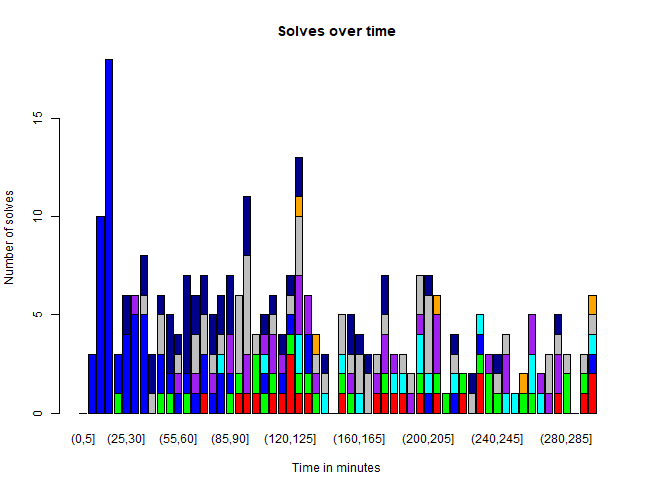 Solves over time
Number of solves
15
10
5
0
(0,5] (25,30] (55,60] (85,90] (120,125] (160,165] (200,205] (240,245] (280,285]
Time in minutes